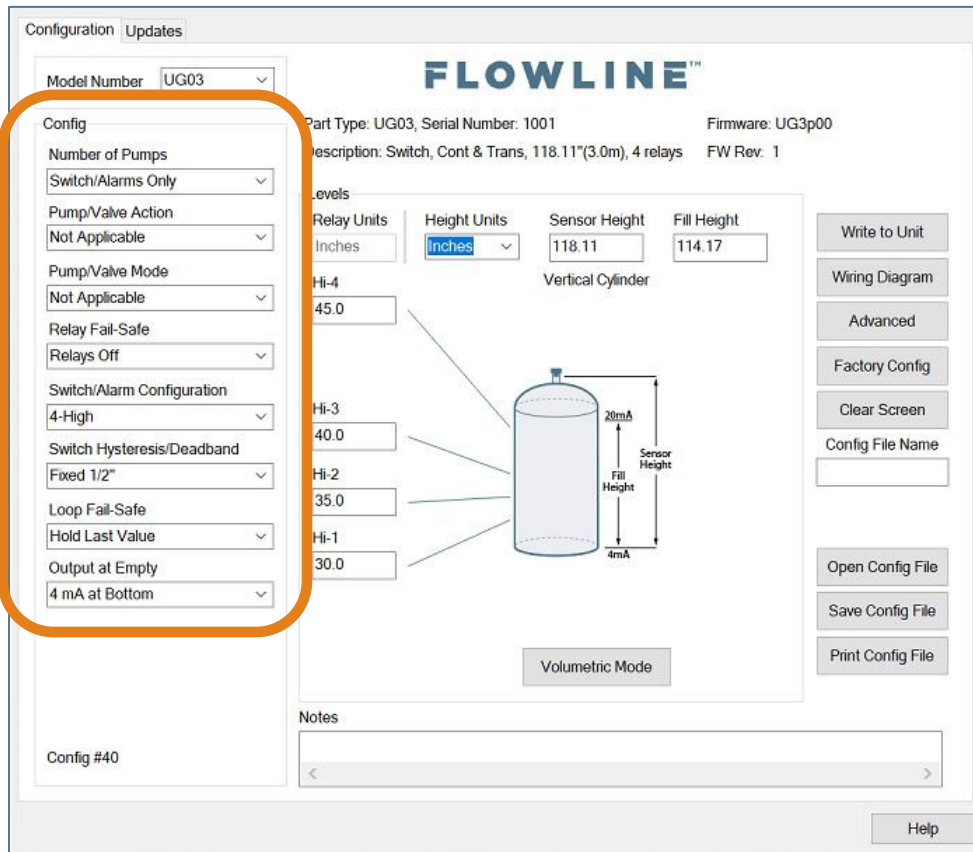 Configuration Updates
Model Number UG03
FLOWLINE™
Config
Number of Pumps
Switch/Alarms Only
Pump/Valve Action
Not Applicable
Pump/Valve Mode
Not Applicable
Relay Fail-Safe
Relays Off
Switch/Alarm Configuration
4-High
Switch Hysteresis/Deadband
Fixed 1/2"
Loop Fail-Safe
Hold Last Value
Output at Empty
4 mA at Bottom
Config #40
Part Type: UG03, Serial Number: 1001 Firmware: UG3p00
Description: Switch, Cont & Trans, 118.11"(3.0m), 4 relays FW Rev: 1
Levels
Relay Units Height Units Sensor Height Fill Height
Inches Inches 118.11 114.17
Hi-4 Vertical Cylinder
45.0
Hi-3
40.0
Hi-2
35.0
Hi-1
30.0
20mA
Fill
Height
Sensor
Height
4mA
Volumetric Mode
Write to Unit
Wiring Diagram
Advanced
Factory Config
Clear Screen
Config File Name
Open Config File
Save Config File
Print Config File
Notes
Help